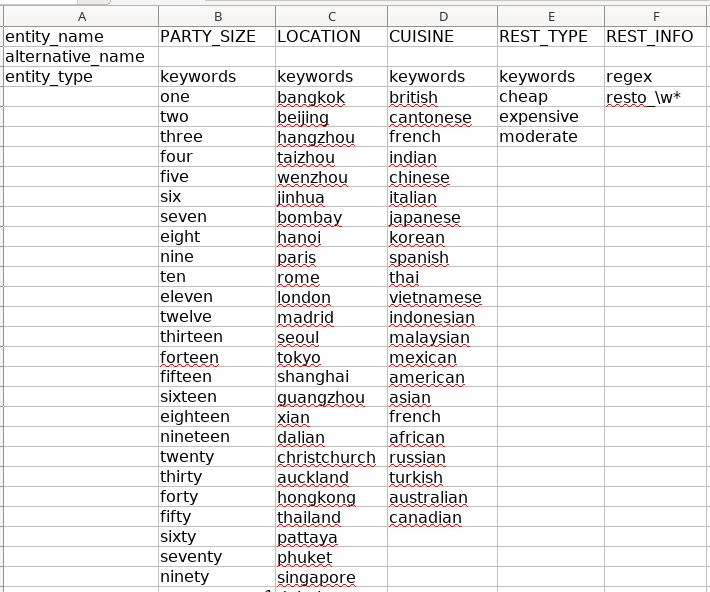 A B C D E F
entity_name PARTY_SIZE LOCATION CUISINE REST_TYPE REST_INFO
alternative_name
entity_type keywords keywords keywords keywords regex
one bangkok british cheap resto_\w*
two beijing cantonese expensive
three hangzhou french moderate
four taizhou indian
five wenzhou chinese
six jinhua italian
seven bombay japanese
eight hanoi korean
nine paris spanish
ten rome thai
eleven london vietnamese
twelve madrid indonesian
thirteen seoul malaysian
forteen tokyo mexican
fifteen shanghai american
sixteen guangzhou asian
eighteen xian french
nineteen dalian african
twenty christchurch russian
thirty auckland turkish
forty hongkong australian
fifty thailand canadian
sixty pattaya
seventy phuket
ninety singapore